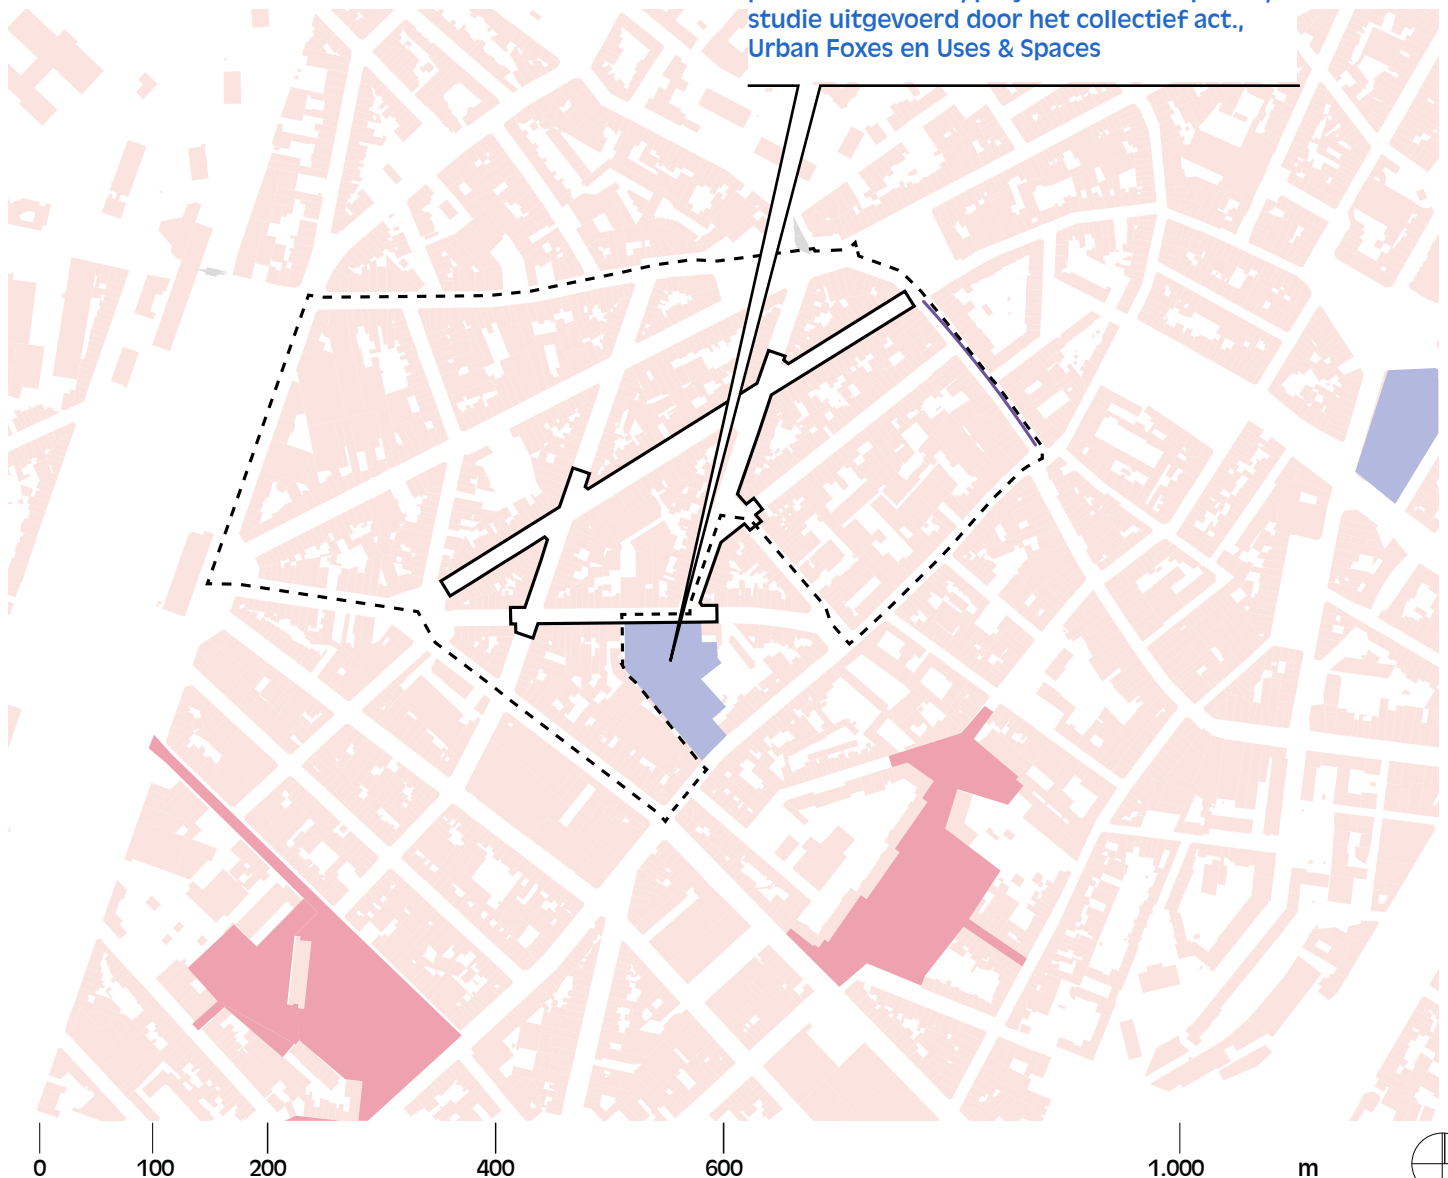 studie uitgevoerd door het collectief act.,
Urban Foxes en Uses & Spaces
0 100 200 400 600 1.000 m